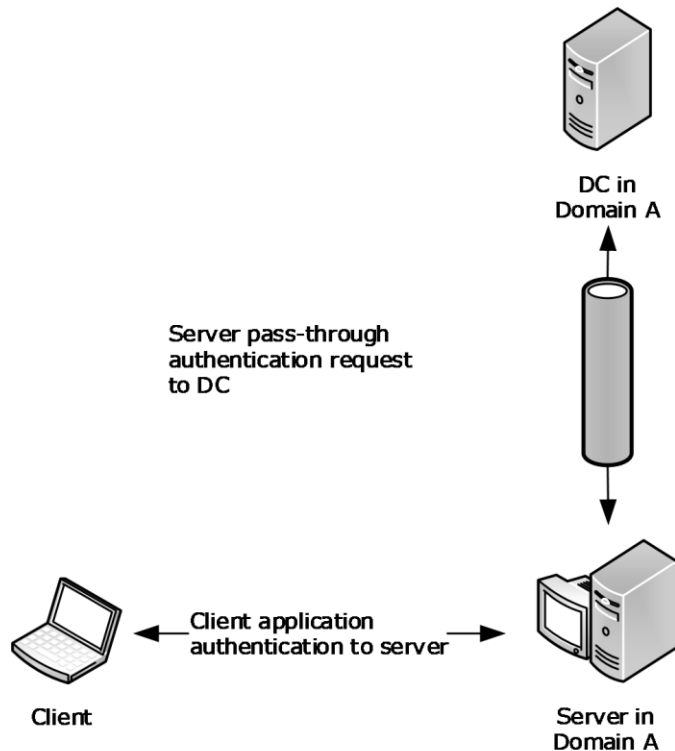 DC in
Domain A
Server pass-through
authentication request
to DC
Client application
authentication to server
Client
Server in
Domain A